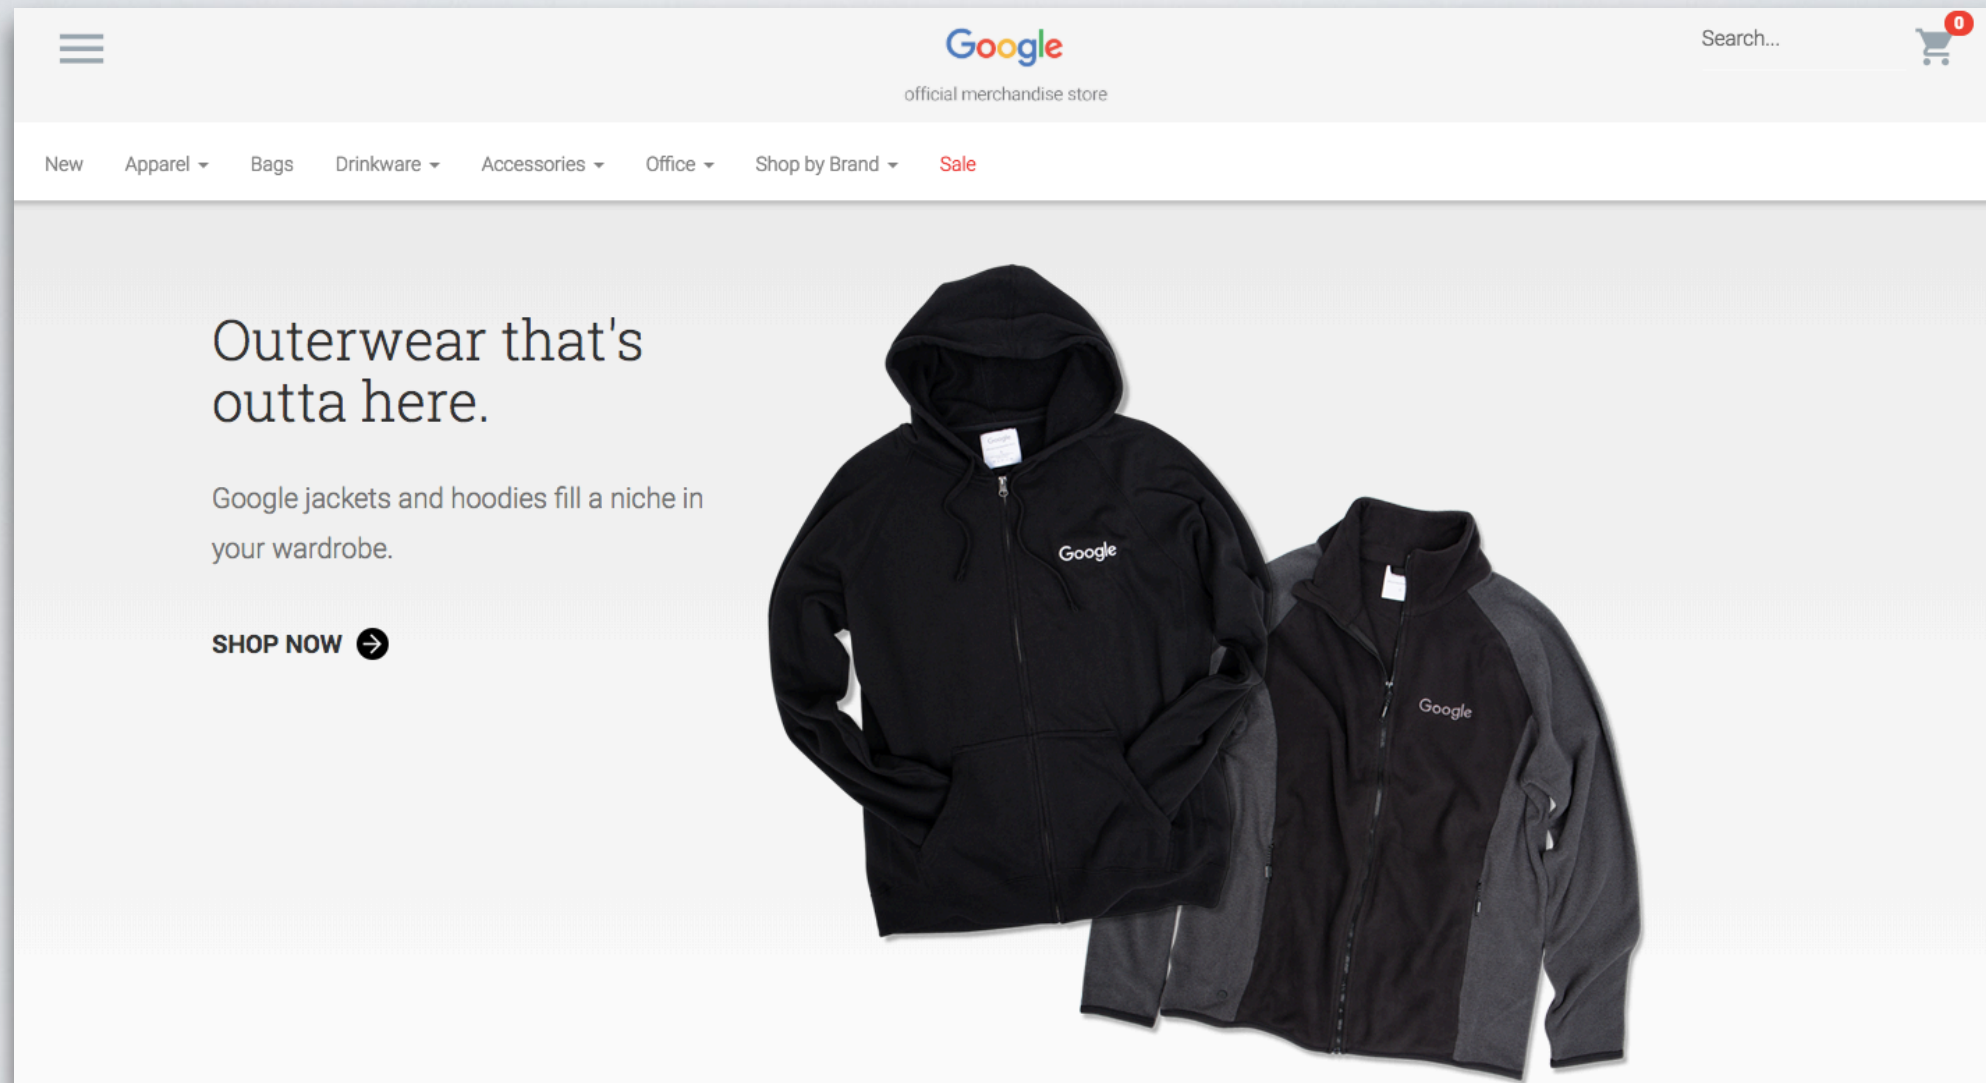 Google
official merchandise store
Search...
0
New Apparel Bags Drinkware Accessories Office Shop by Brand Sale
Outerwear that's
outta here.
Google jackets and hoodies fill a niche in
your wardrobe.
SHOP NOW
Google
Google
Google